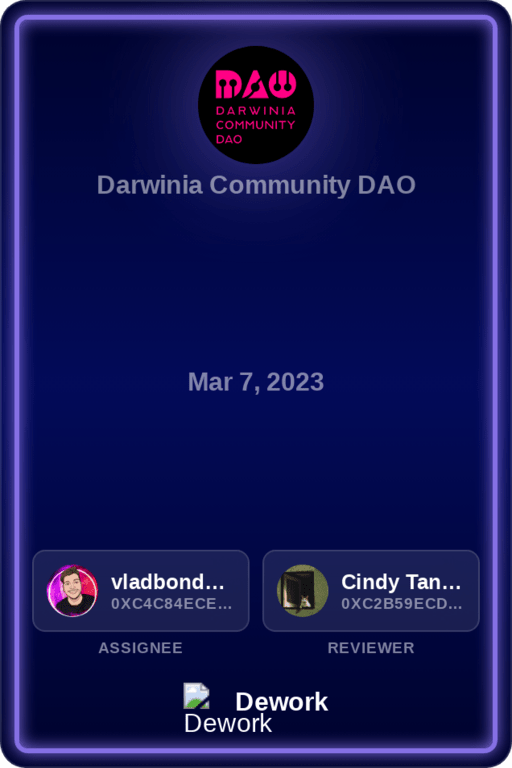 DAO
DARWINIA
COMMUNITY
DAO
Darwinia Community DAO
Mar 7, 2023
vladbond…
0XC4C84ECE…
ASSIGNEE
Cindy Tan…
0XC2B59ECD…
REVIEWER
Dework
Dework